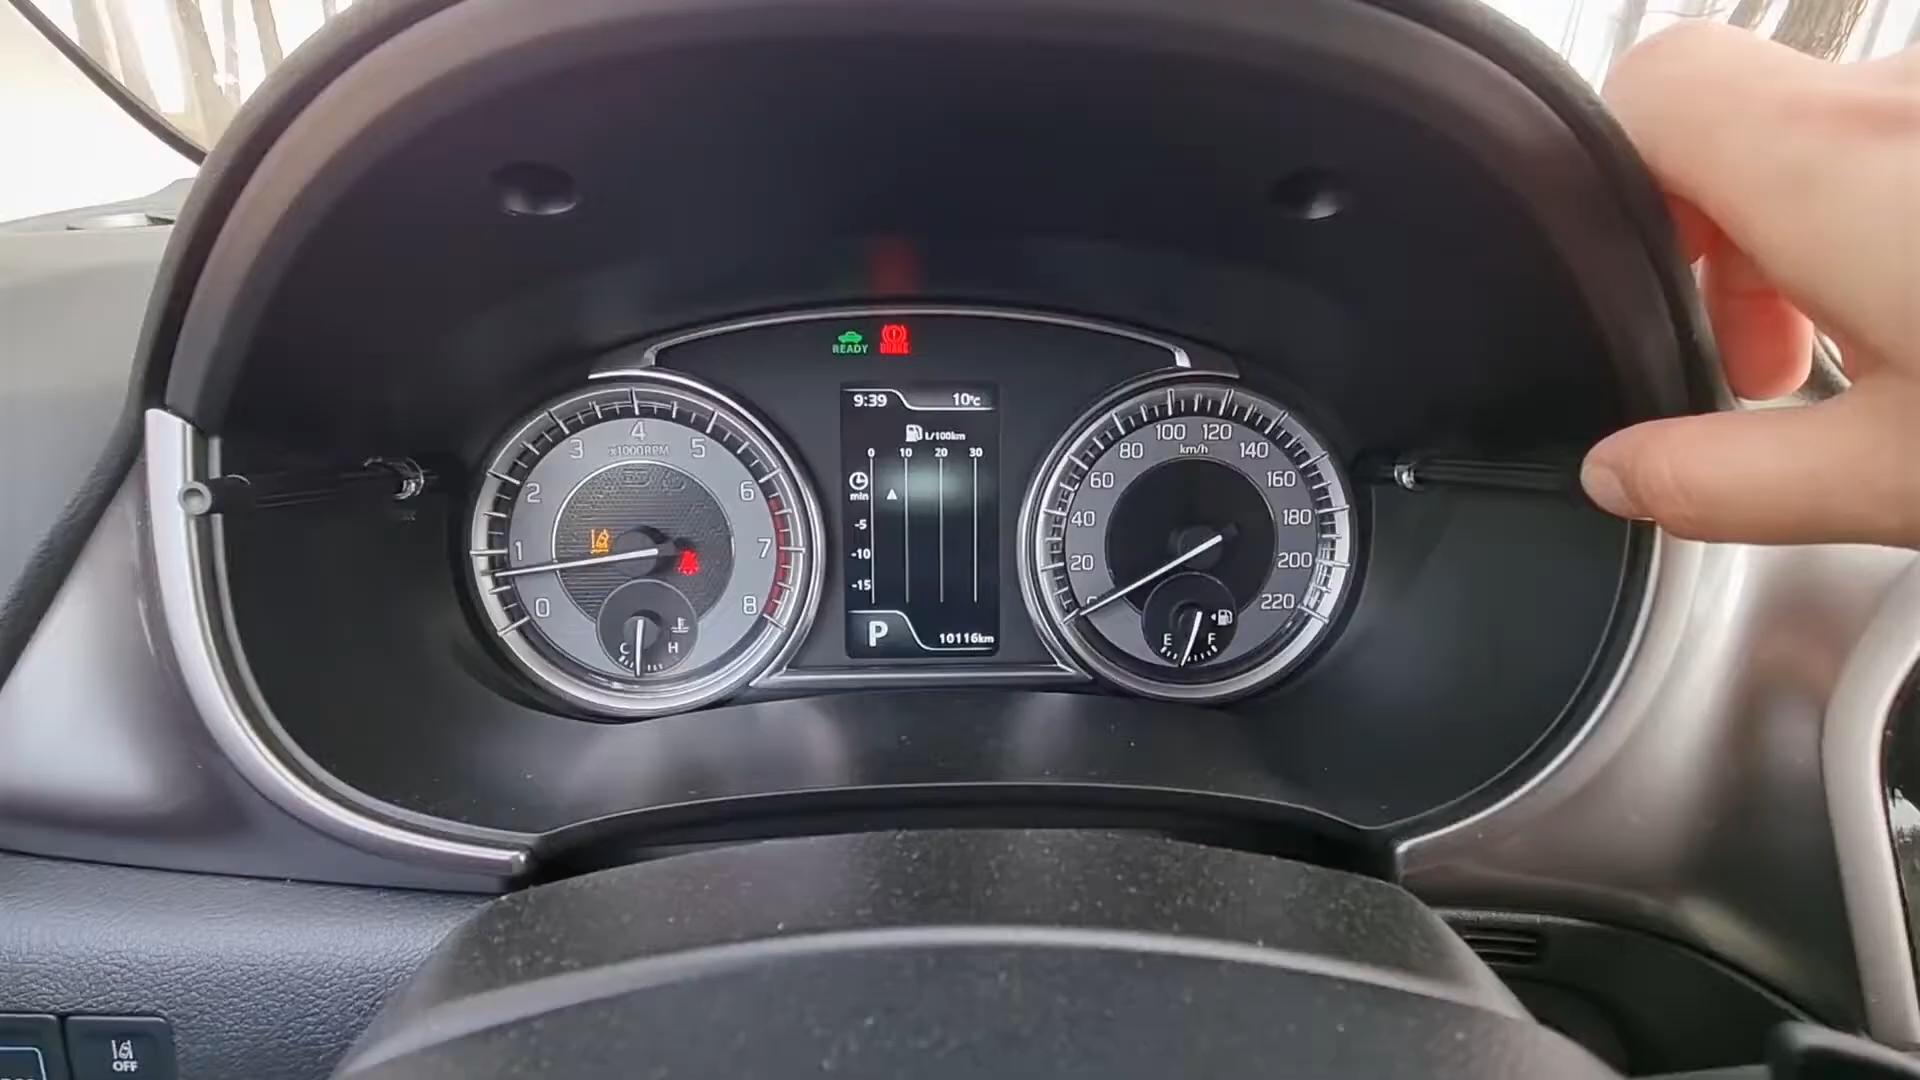 READY
BRAKE
9:39 10°C
L/100km
0 10 20 30
min
-5
-10
-15
P 10116km
0 1 2 3 4 5 6 7 8
x1000RPM
C H
20 40 60 80 100 120 140 160 180 200 220
km/h
E F
OFF